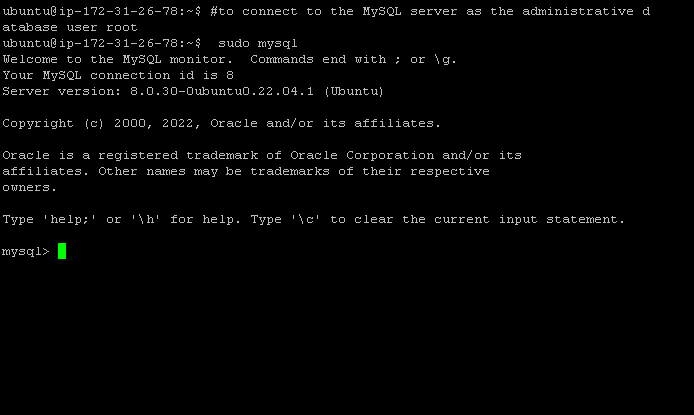 ubuntu@ip-172-31-26-78:~$ #to connect to the MySQL server as the administrative d
atabase user root
ubuntu@ip-172-31-26-78:~$  sudo mysql
Welcome to the MySQL monitor.  Commands end with ; or \g.
Your MySQL connection id is 8
Server version: 8.0.30-0ubuntu0.22.04.1 (Ubuntu)
Copyright (c) 2000, 2022, Oracle and/or its affiliates.
Oracle is a registered trademark of Oracle Corporation and/or its
affiliates. Other names may be trademarks of their respective
owners.
Type 'help;' or '\h' for help. Type '\c' to clear the current input statement.
mysql>